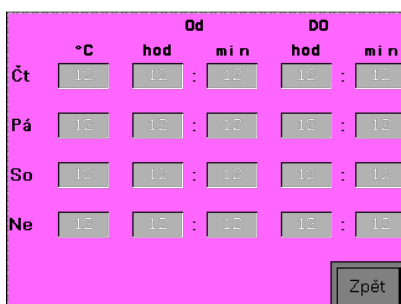 Od DO
°C hod min hod min
Čt 12 12 : 12 12 : 12
Pá 12 12 : 12 12 : 12
So 12 12 : 12 12 : 12
Ne 12 12 : 12 12 : 12
Zpět